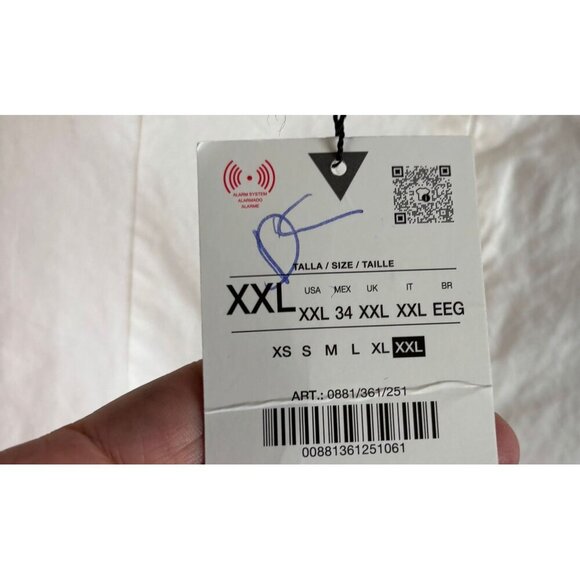 ALARM SYSTEM
ALARMADO
ALARME
TALLA / SIZE / TAILLE
XXL
USA MEX UK IT BR
XXL 34 XXL XXL EEG
XS S M L XL XXL
ART.: 0881/361/251
00881361251061